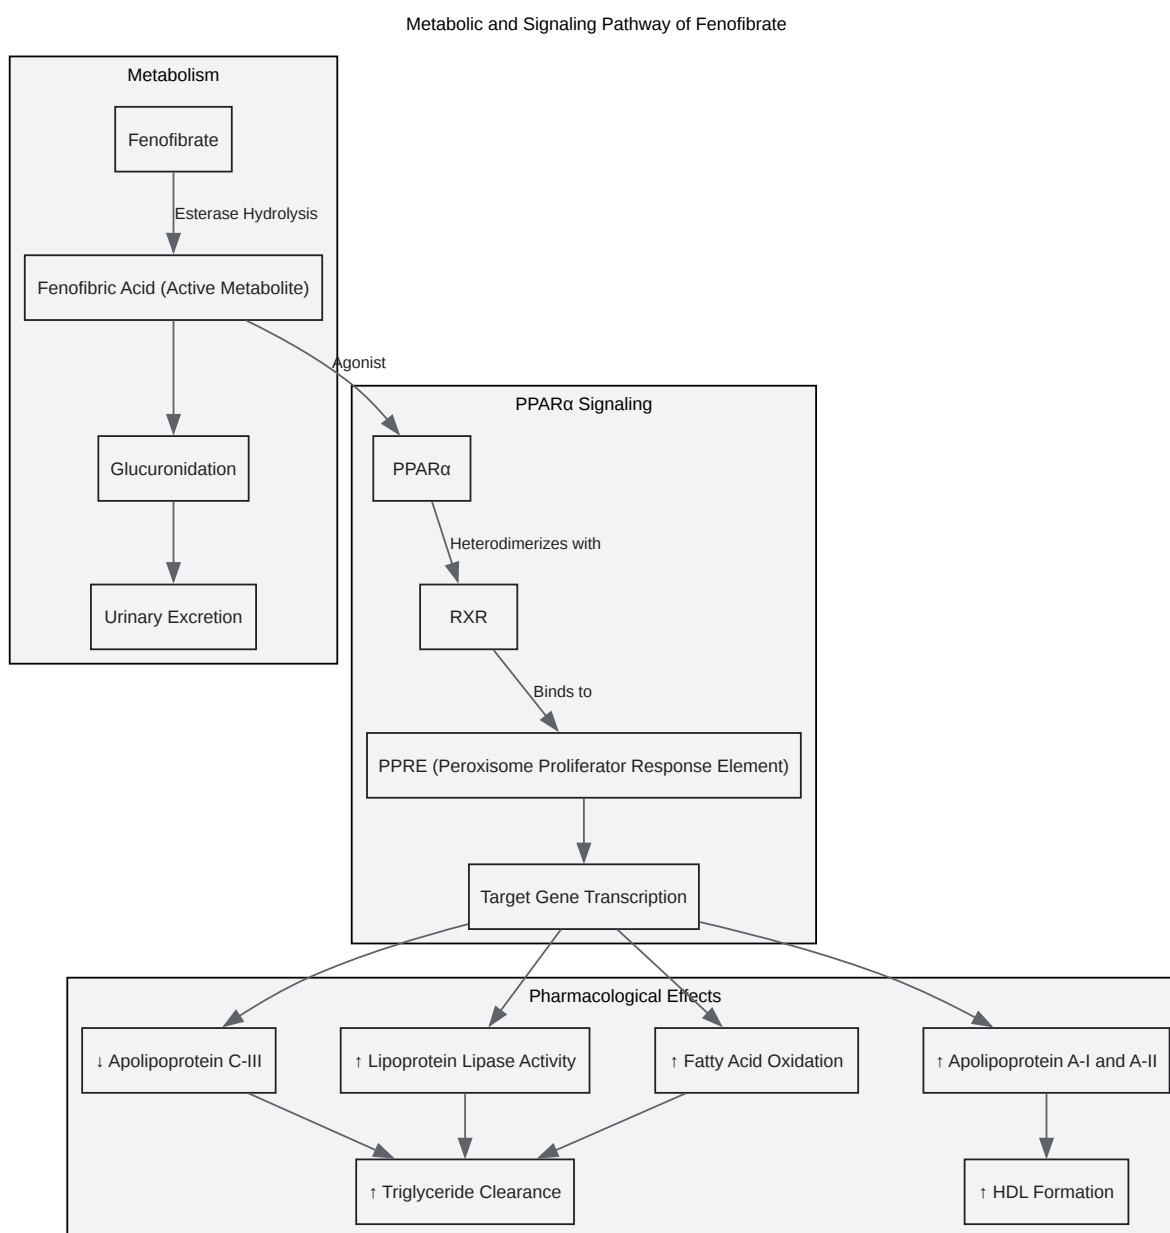 Metabolic and Signaling Pathway of Fenofibrate
Metabolism
Fenofibrate
Esterase Hydrolysis
Fenofibric Acid (Active Metabolite)
Agonist
PPARα Signaling
Glucuronidation
PPARα
Heterodimerizes with
Urinary Excretion
RXR
Binds to
PPRE (Peroxisome Proliferator Response Element)
Target Gene Transcription
Pharmacological Effects
↓ Apolipoprotein C-III
↑ Lipoprotein Lipase Activity
↑ Fatty Acid Oxidation
↑ Apolipoprotein A-I and A-II
↑ Triglyceride Clearance
↑ HDL Formation